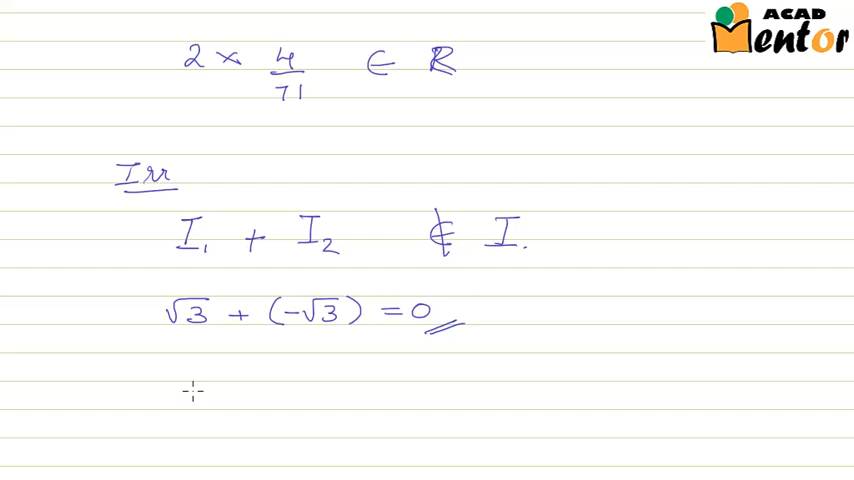 ACAD
Mentor
2 × 4/71 ∈ R
Irr
I₁ + I₂ ∉ I.
√3 + (-√3) = 0